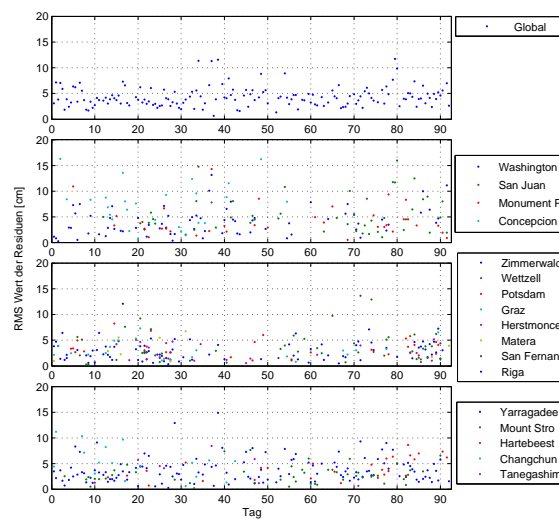 20
15
10
5
0
0 10 20 30 40 50 60 70 80 90
Global
20
15
10
5
0
0 10 20 30 40 50 60 70 80 90
Washington
San Juan
Monument P
Concepcion
RMS Wert der Residuen [cm]
20
15
10
5
0
0 10 20 30 40 50 60 70 80 90
Zimmerwald
Wettzell
Potsdam
Graz
Herstmonce
Matera
San Fernan
Riga
20
15
10
5
0
0 10 20 30 40 50 60 70 80 90
Tag
Yarragadee
Mount Stro
Hartebeest
Changchun
Tanegashim